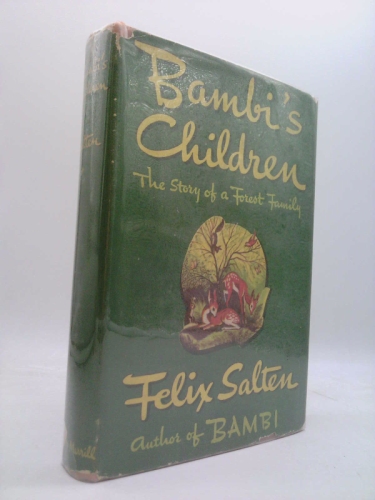 Bambi's
Children
The Story of a Forest Family
Felix Salten
Author of BAMBI